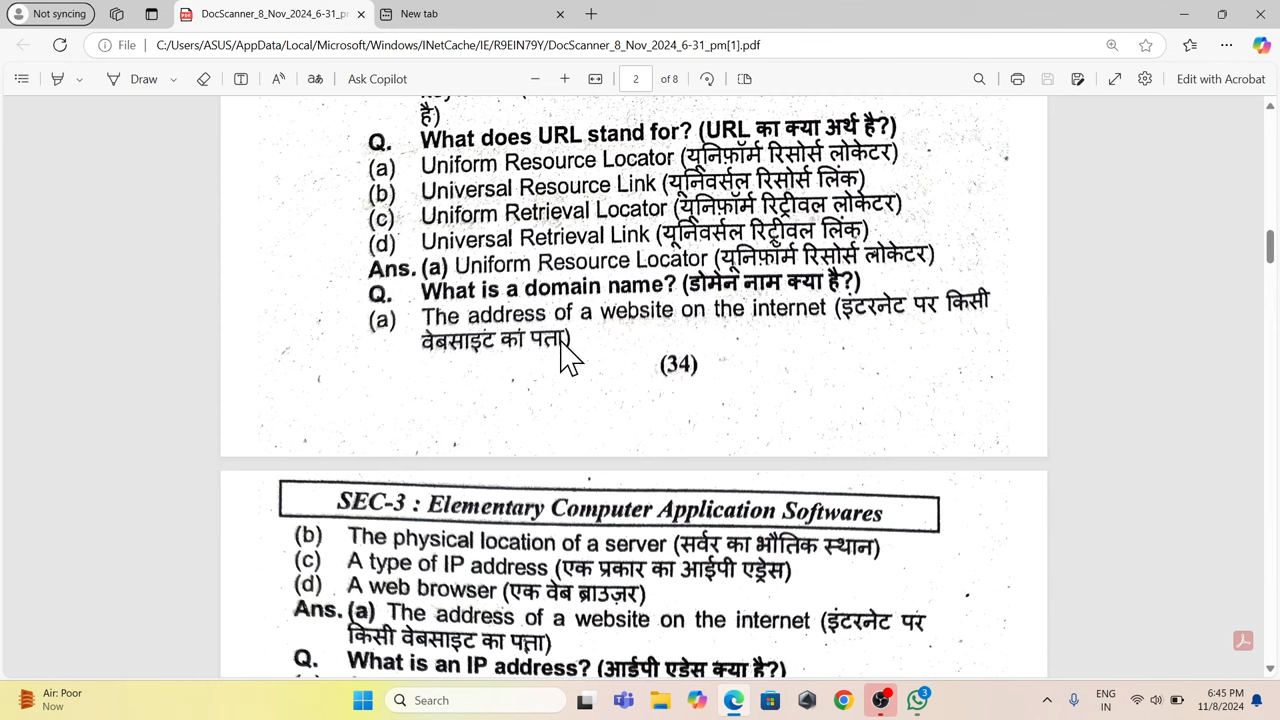 Not syncing
DocScanner_8_Nov_2024_6-31_pr
New tab
File
C:/Users/ASUS/AppData/Local/Microsoft/Windows/INetCache/IE/R9EIN79Y/DocScanner_8_Nov_2024_6-31_pm[1].pdf
Draw
Ask Copilot
2 of 8
Edit with Acrobat
है)
Q. What does URL stand for? (URL का क्या अर्थ है?)
(a) Uniform Resource Locator (यूनिफ़ॉर्म रिसोर्स लोकेटर)
(b) Universal Resource Link (यूनिवर्सल रिसोर्स लिंक)
(c) Uniform Retrieval Locator (यूनिफ़ॉर्म रिट्रीवल लोकेटर)
(d) Universal Retrieval Link (यूनिवर्सल रिट्रीवल लिंक)
Ans. (a) Uniform Resource Locator (यूनिफ़ॉर्म रिसोर्स लोकेटर)
Q. What is a domain name? (डोमेन नाम क्या है?)
(a) The address of a website on the internet (इंटरनेट पर किसी
वेबसाइट का पता)
(34)
SEC-3 : Elementary Computer Application Softwares
(b) The physical location of a server (सर्वर का भौतिक स्थान)
(c) A type of IP address (एक प्रकार का आईपी एड्रेस)
(d) A web browser (एक वेब ब्राउज़र)
Ans. (a) The address of a website on the internet (इंटरनेट पर
किसी वेबसाइट का पता)
Q. What is an IP address? (आईपी एड्रेस क्या है?)
Air: Poor
Now
Search
3
ENG
IN
6:45 PM
11/8/2024